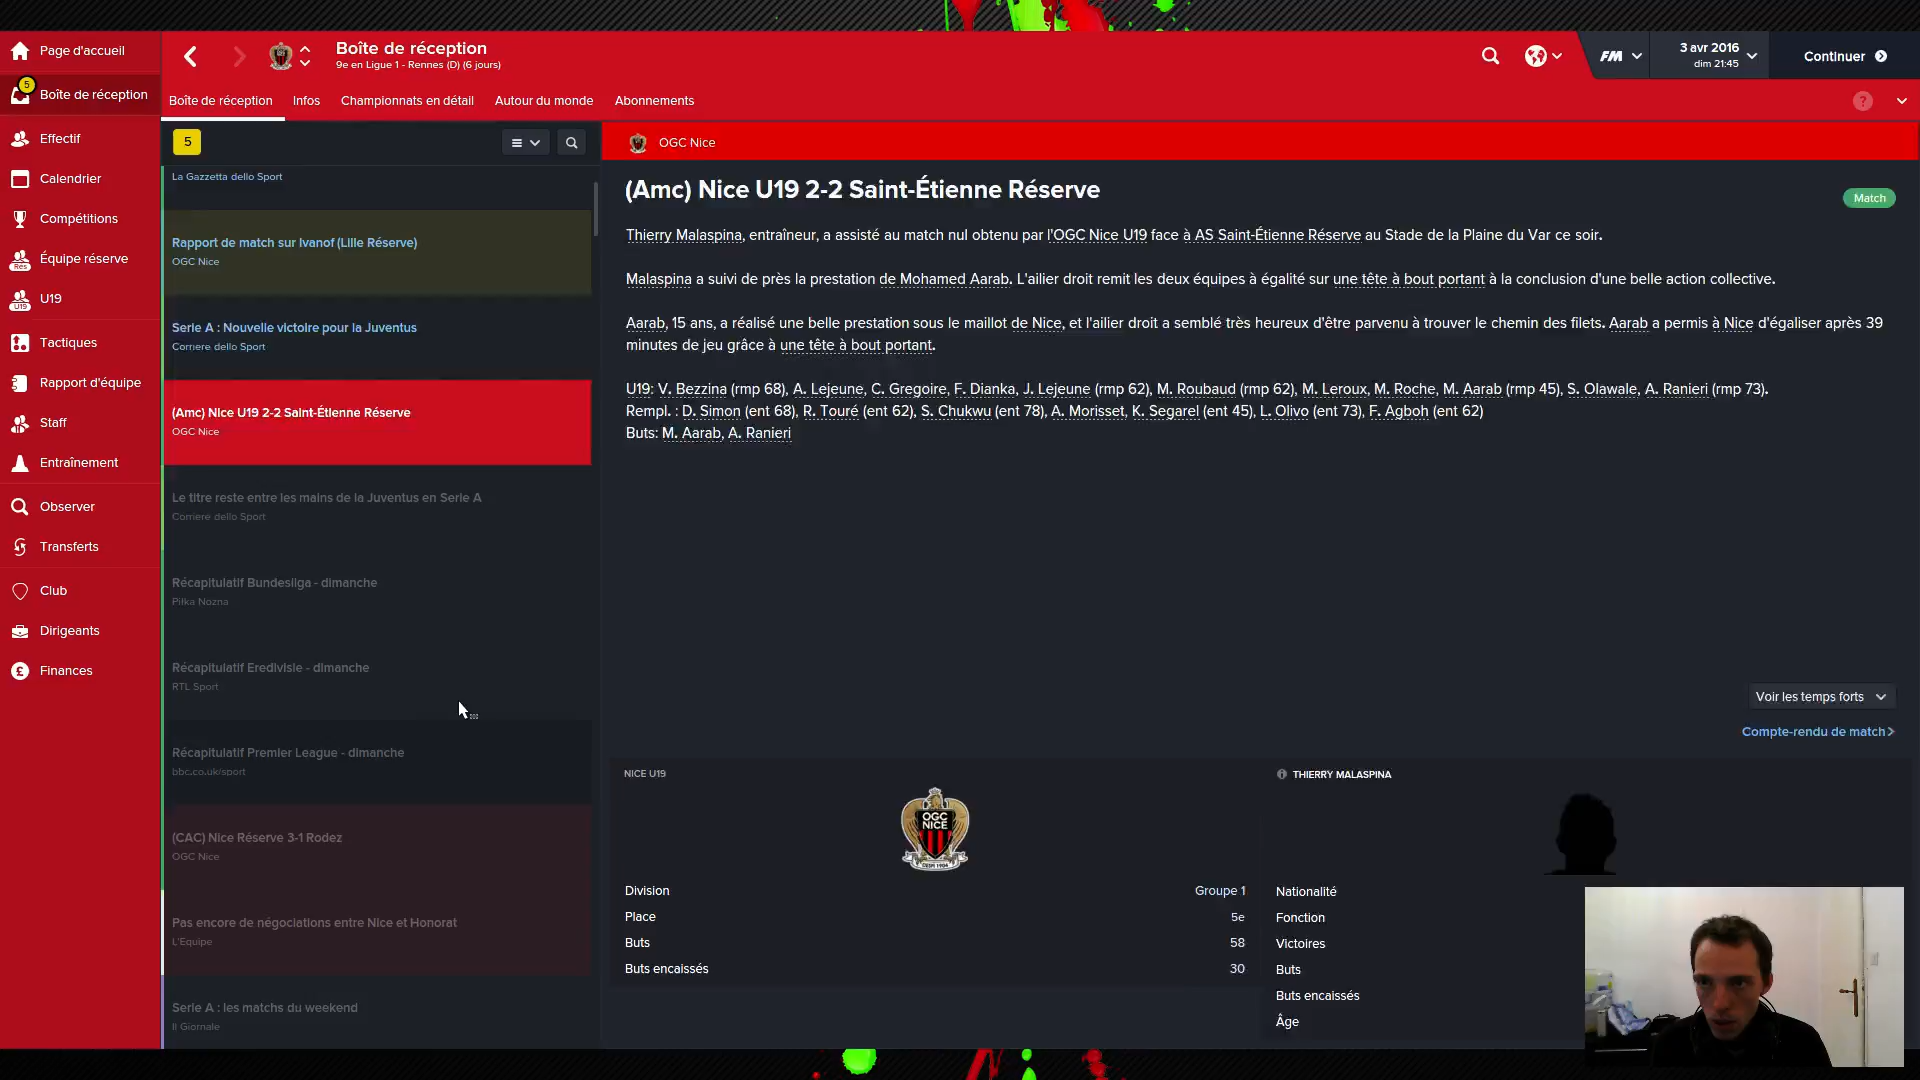 Page d'accueil
5
Boîte de réception
Effectif
Calendrier
Compétitions
Rés
Équipe réserve
U19
U19
Tactiques
Rapport d'équipe
Staff
Entraînement
Observer
Transferts
Club
Dirigeants
Finances
Boîte de réception
9e en Ligue 1 - Rennes (D) (6 jours)
FM
3 avr 2016
dim 21:45
Continuer
Boîte de réception
Infos
Championnats en détail
Autour du monde
Abonnements
?
5
La Gazzetta dello Sport
Rapport de match sur Ivanof (Lille Réserve)
OGC Nice
Serie A : Nouvelle victoire pour la Juventus
Corriere dello Sport
(Amc) Nice U19 2-2 Saint-Étienne Réserve
OGC Nice
Le titre reste entre les mains de la Juventus en Serie A
Corriere dello Sport
Récapitulatif Bundesliga - dimanche
Piłka Nozna
Récapitulatif Eredivisie - dimanche
RTL Sport
Récapitulatif Premier League - dimanche
bbc.co.uk/sport
(CAC) Nice Réserve 3-1 Rodez
OGC Nice
Pas encore de négociations entre Nice et Honorat
L'Equipe
Serie A : les matchs du weekend
Il Giornale
OGC Nice
(Amc) Nice U19 2-2 Saint-Étienne Réserve
Match
Thierry Malaspina, entraîneur, a assisté au match nul obtenu par l'OGC Nice U19 face à AS Saint-Étienne Réserve au Stade de la Plaine du Var ce soir.
Malaspina a suivi de près la prestation de Mohamed Aarab. L'ailier droit remit les deux équipes à égalité sur une tête à bout portant à la conclusion d'une belle action collective.
Aarab, 15 ans, a réalisé une belle prestation sous le maillot de Nice, et l'ailier droit a semblé très heureux d'être parvenu à trouver le chemin des filets. Aarab a permis à Nice d'égaliser après 39
minutes de jeu grâce à une tête à bout portant.
U19: V. Bezzina (rmp 68), A. Lejeune, C. Gregoire, F. Dianka, J. Lejeune (rmp 62), M. Roubaud (rmp 62), M. Leroux, M. Roche, M. Aarab (rmp 45), S. Olawale, A. Ranieri (rmp 73).
Rempl. : D. Simon (ent 68), R. Touré (ent 62), S. Chukwu (ent 78), A. Morisset, K. Segarel (ent 45), L. Olivo (ent 73), F. Agboh (ent 62)
Buts: M. Aarab, A. Ranieri
Voir les temps forts
Compte-rendu de match
NICE U19
OGC
NICE
Division Groupe 1
Place 5e
Buts 58
Buts encaissés 30
THIERRY MALASPINA
Nationalité
Fonction
Victoires
Buts
Buts encaissés
Âge